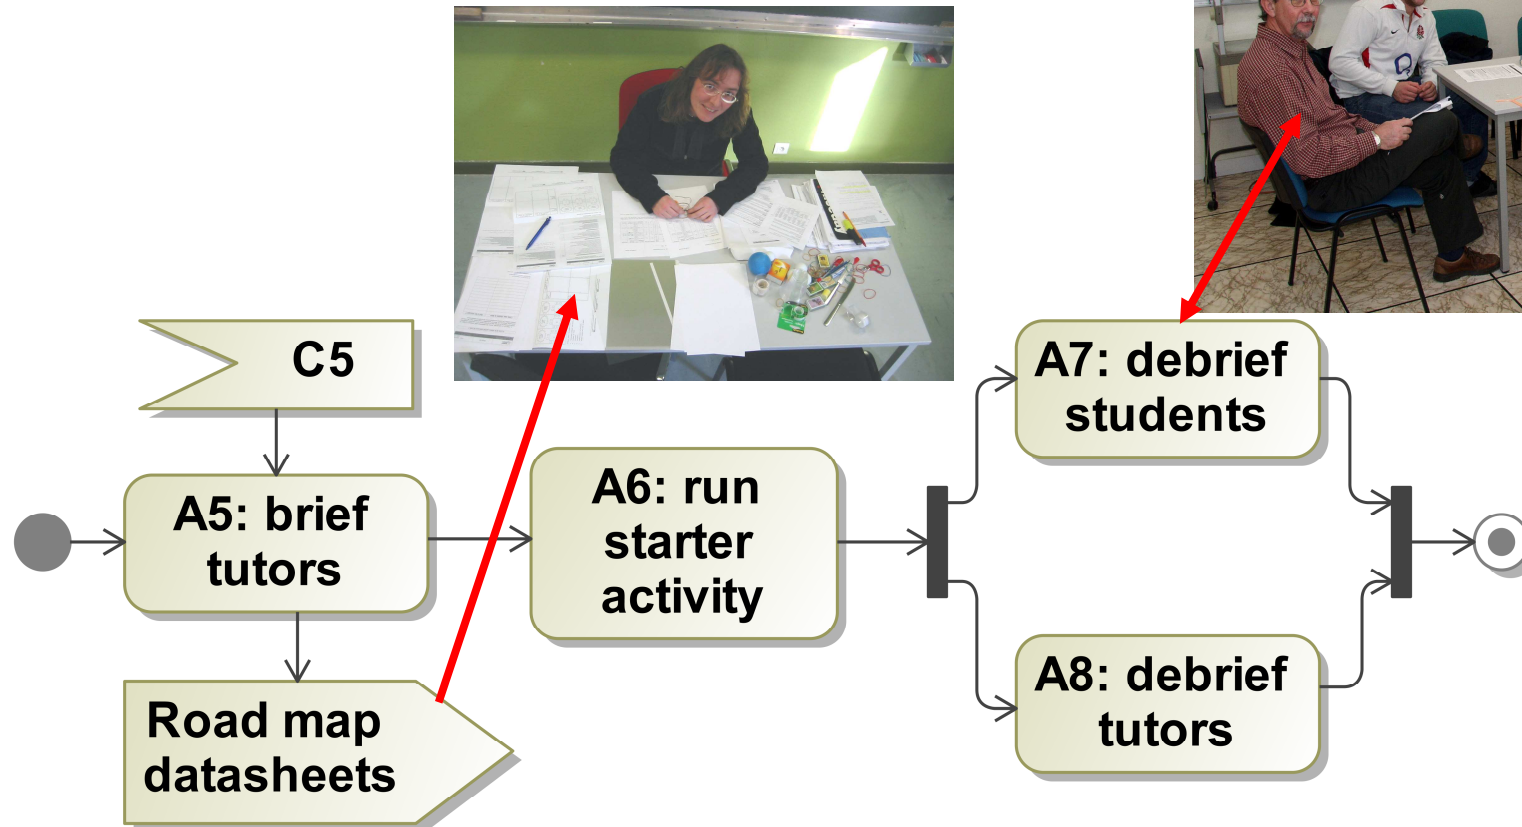 C5
A5: brief
tutors
Road map
datasheets
A6: run
starter
activity
A7: debrief
students
A8: debrief
tutors